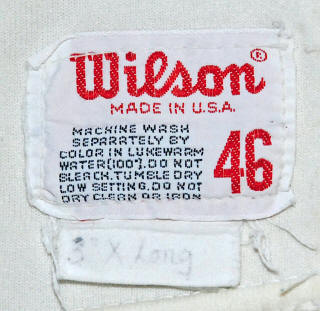 Wilson®
MADE IN U.S.A.
MACHINE WASH
SEPARATELY BY
COLOR IN LUKEWARM
WATER(100°). DO NOT
BLEACH. TUMBLE DRY
LOW SETTING. DO NOT
DRY CLEAN OR IRON
46
3" X Long